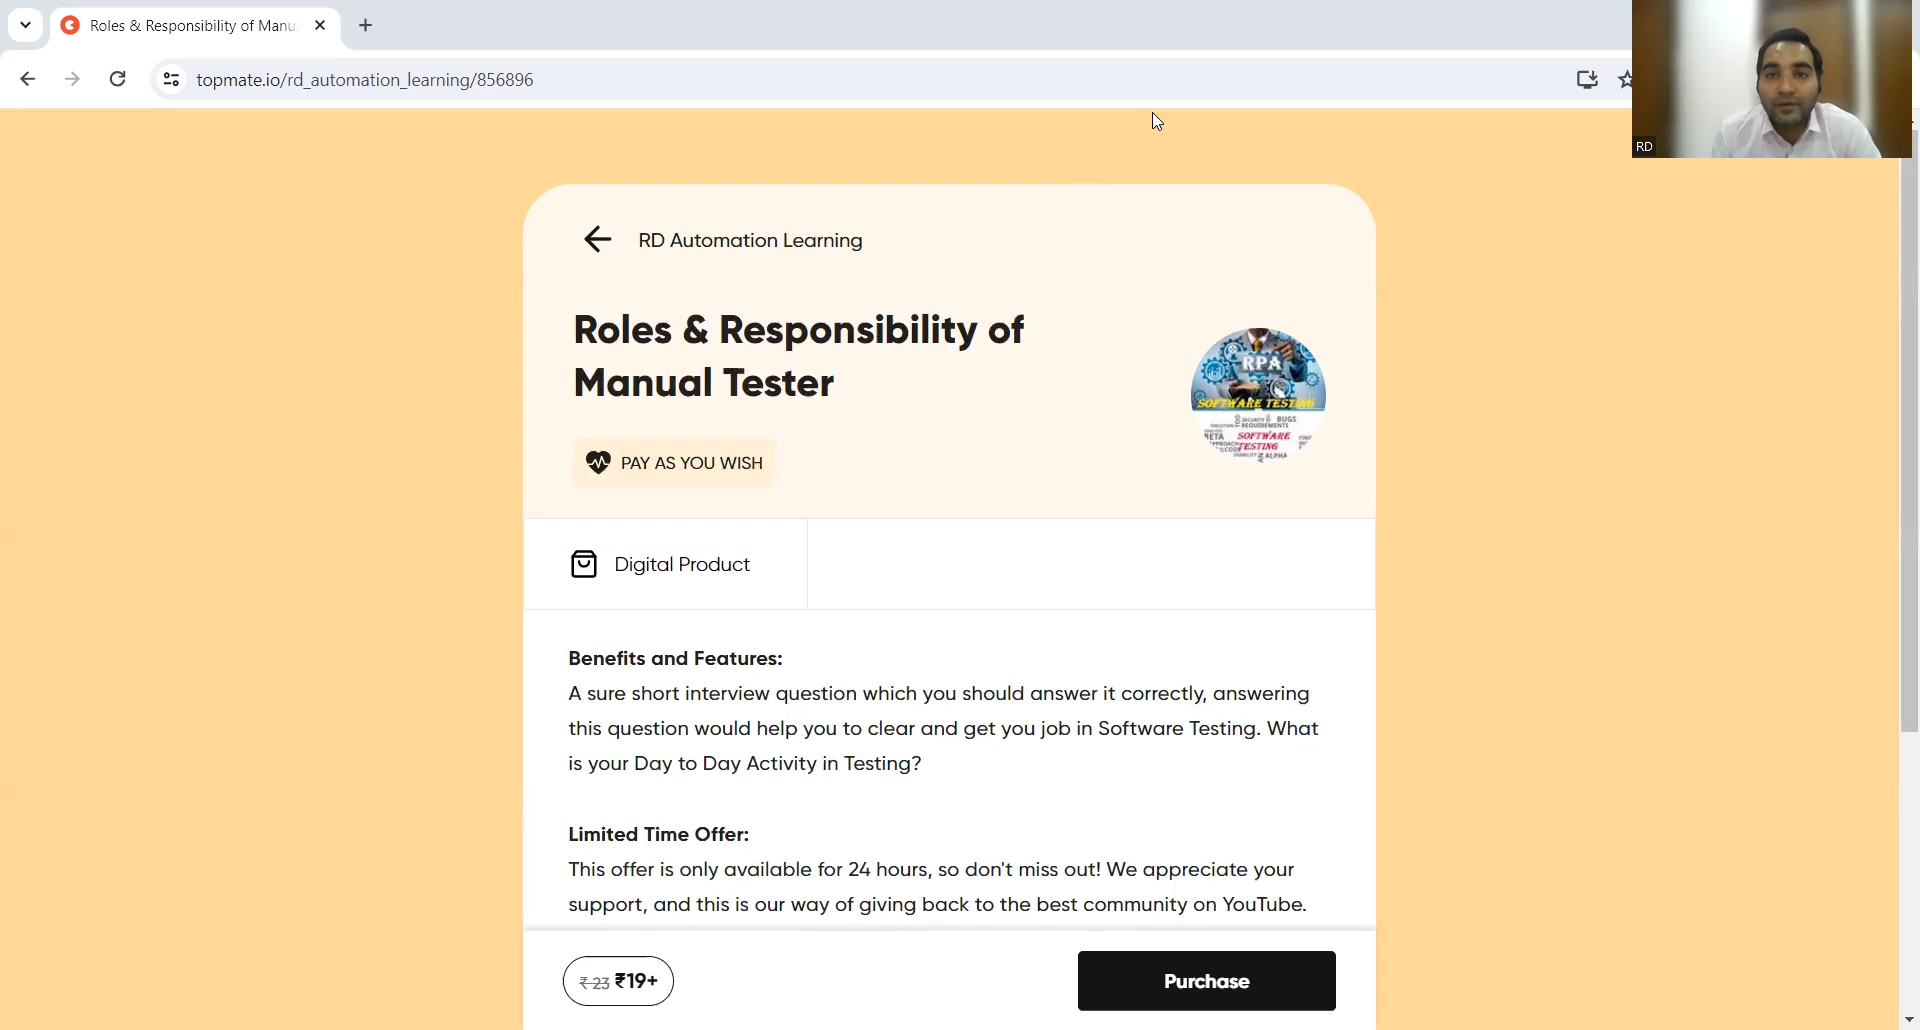 Roles & Responsibility of Manu
topmate.io/rd_automation_learning/856896
RD
RD Automation Learning
Roles & Responsibility of
Manual Tester
PAY AS YOU WISH
RPA
SOFTWARE TESTING
BUGS
REQUIREMENTS
SOFTWARE
TESTING
ALPHA
Digital Product
Benefits and Features:
A sure short interview question which you should answer it correctly, answering
this question would help you to clear and get you job in Software Testing. What
is your Day to Day Activity in Testing?
Limited Time Offer:
This offer is only available for 24 hours, so don't miss out! We appreciate your
support, and this is our way of giving back to the best community on YouTube.
₹23 ₹19+
Purchase